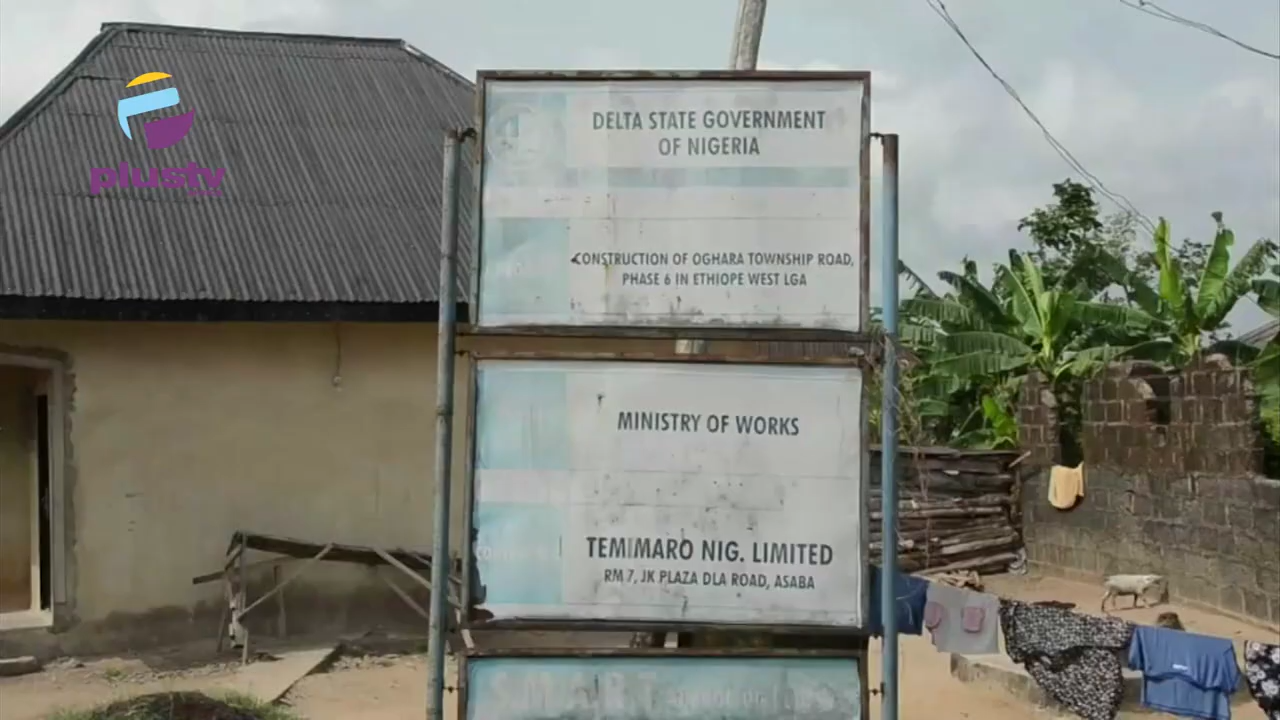 plustv
DELTA STATE GOVERNMENT
OF NIGERIA
CONSTRUCTION OF OGHARA TOWNSHIP ROAD,
PHASE 6 IN ETHIOPE WEST LGA
MINISTRY OF WORKS
TEMIMARO NIG. LIMITED
RM 7, JK PLAZA DLA ROAD, ASABA
S.M.A.R.T